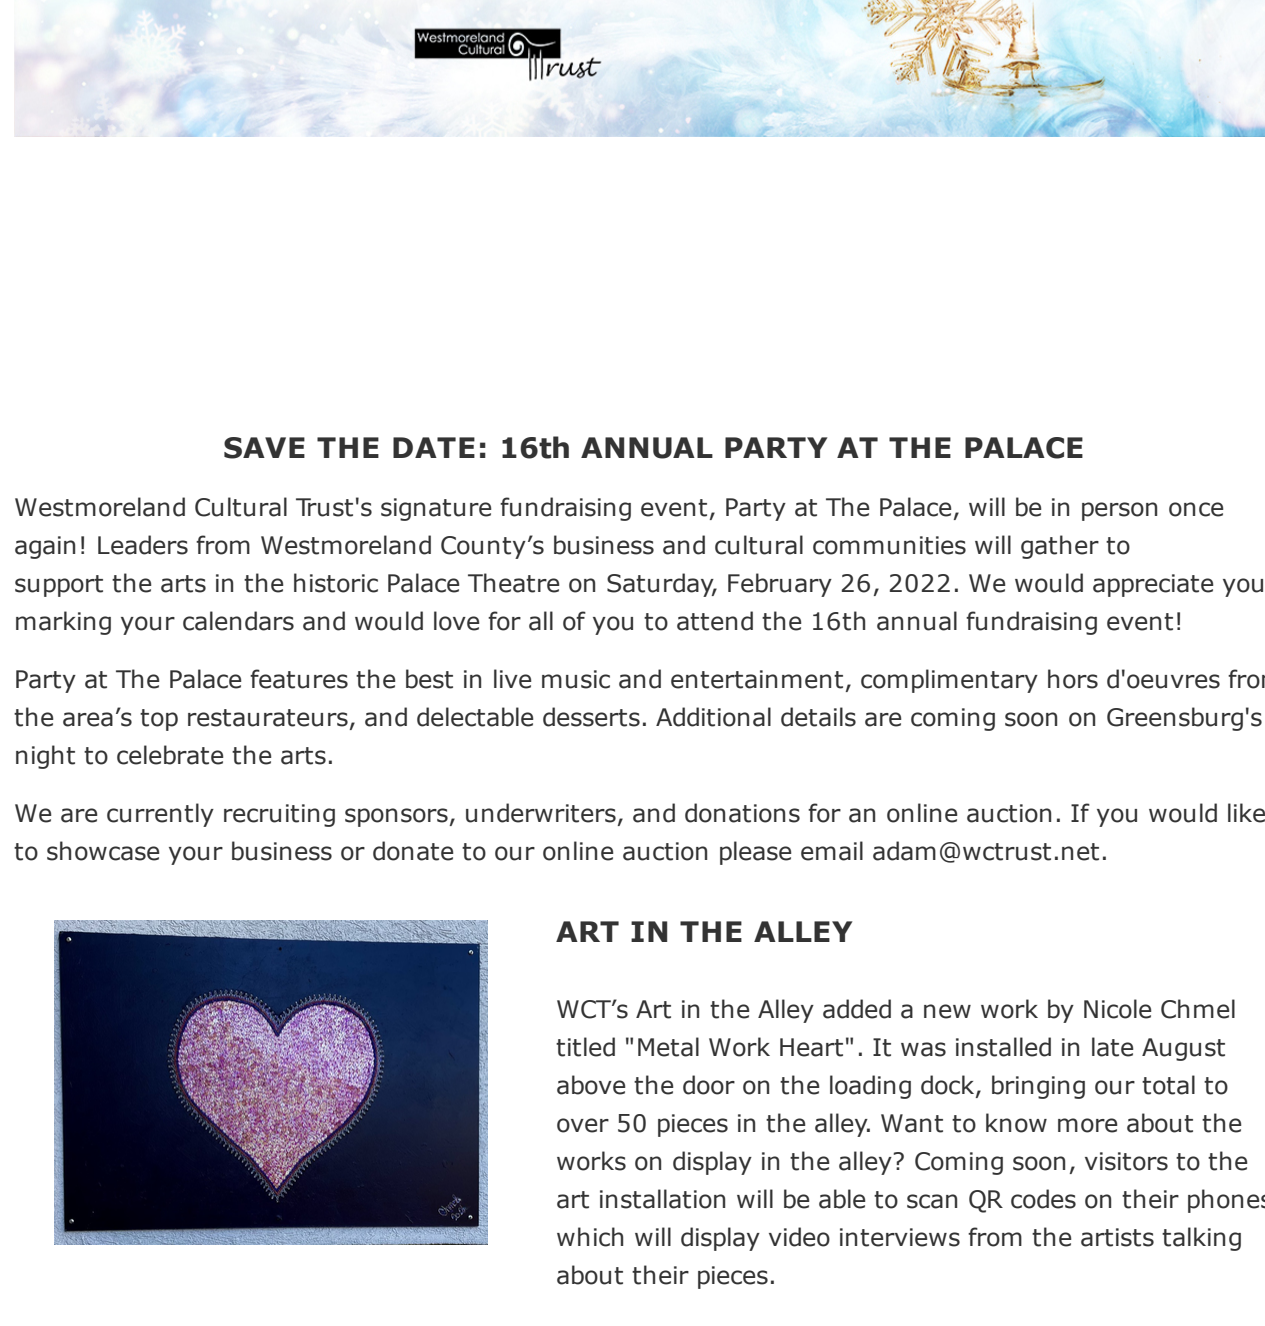 Westmoreland
Cultural
Trust
SAVE THE DATE: 16th ANNUAL PARTY AT THE PALACE
Westmoreland Cultural Trust's signature fundraising event, Party at The Palace, will be in person once
again! Leaders from Westmoreland County’s business and cultural communities will gather to
support the arts in the historic Palace Theatre on Saturday, February 26, 2022. We would appreciate you
marking your calendars and would love for all of you to attend the 16th annual fundraising event!
Party at The Palace features the best in live music and entertainment, complimentary hors d'oeuvres from
the area’s top restaurateurs, and delectable desserts. Additional details are coming soon on Greensburg's
night to celebrate the arts.
We are currently recruiting sponsors, underwriters, and donations for an online auction. If you would like
to showcase your business or donate to our online auction please email adam@wctrust.net.
ART IN THE ALLEY
WCT’s Art in the Alley added a new work by Nicole Chmel
titled "Metal Work Heart". It was installed in late August
above the door on the loading dock, bringing our total to
over 50 pieces in the alley. Want to know more about the
works on display in the alley? Coming soon, visitors to the
art installation will be able to scan QR codes on their phones
which will display video interviews from the artists talking
about their pieces.